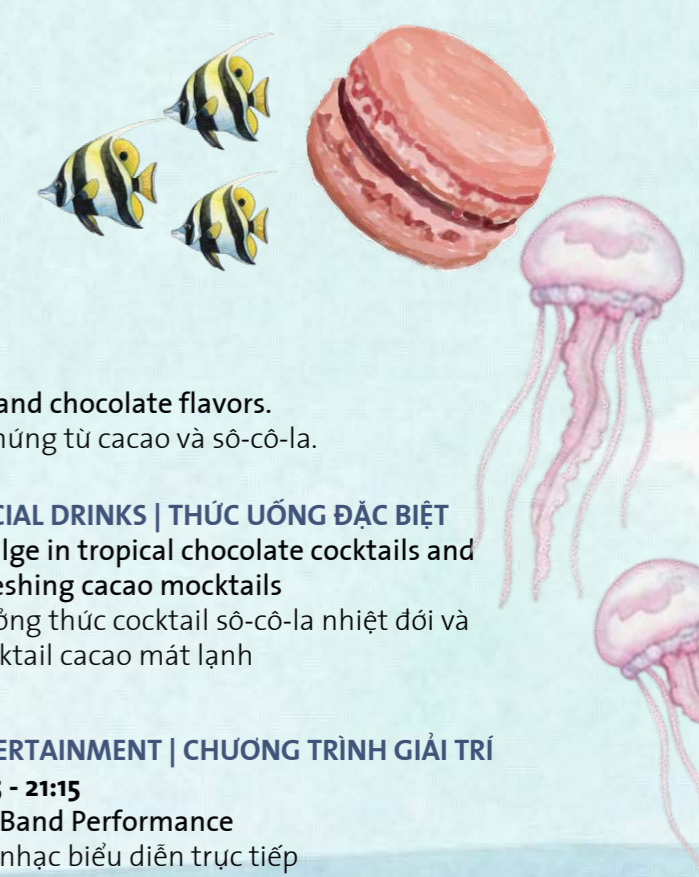 and chocolate flavors.
hứng từ cacao và sô-cô-la.
CIAL DRINKS | THỨC UỐNG ĐẶC BIỆT
lge in tropical chocolate cocktails and
eshing cacao mocktails
ởng thức cocktail sô-cô-la nhiệt đới và
ktail cacao mát lạnh
ERTAINMENT | CHƯƠNG TRÌNH GIẢI TRÍ
- 21:15
Band Performance
nhạc biểu diễn trực tiếp